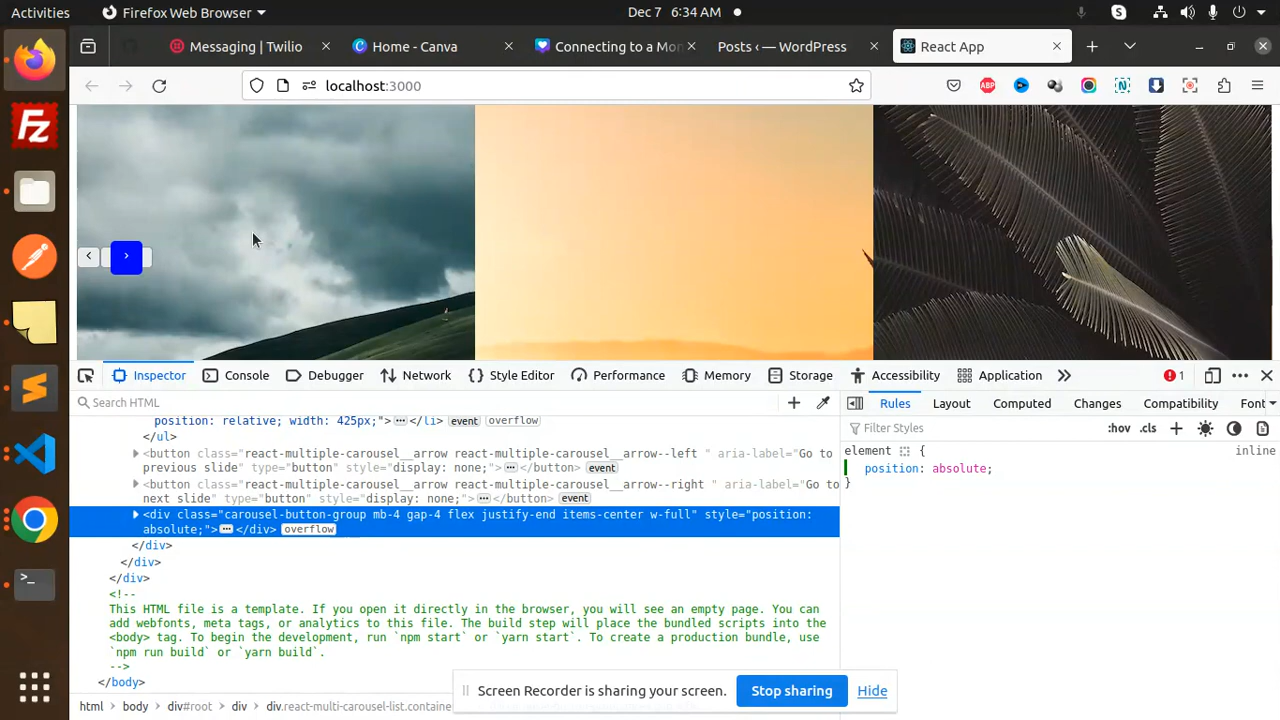 Activities Firefox Web Browser Dec 7 6:34 AM
Messaging | Twilio Home - Canva Connecting to a Mon Posts ‹ — WordPress React App
localhost:3000
Inspector Console Debugger Network Style Editor Performance Memory Storage Accessibility Application 1
Search HTML
Rules Layout Computed Changes Compatibility Font
Filter Styles :hov .cls
position: relative; width: 425px;"> </li> event overflow
</ul>
<button class="react-multiple-carousel__arrow react-multiple-carousel__arrow--left " aria-label="Go to
previous slide" type="button" style="display: none;"> </button> event
<button class="react-multiple-carousel__arrow react-multiple-carousel__arrow--right " aria-label="Go to
next slide" type="button" style="display: none;"> </button> event
<div class="carousel-button-group mb-4 gap-4 flex justify-end items-center w-full" style="position:
absolute;"> </div> overflow
</div>
</div>
</div>
<!--
This HTML file is a template. If you open it directly in the browser, you will see an empty page. You can
add webfonts, meta tags, or analytics to this file. The build step will place the bundled scripts into the
<body> tag. To begin the development, run `npm start` or `yarn start`. To create a production bundle, use
`npm run build` or `yarn build`.
-->
</body>
element { inline
position: absolute;
}
html body div#root div div.react-multi-carousel-list.containe
Screen Recorder is sharing your screen. Stop sharing Hide